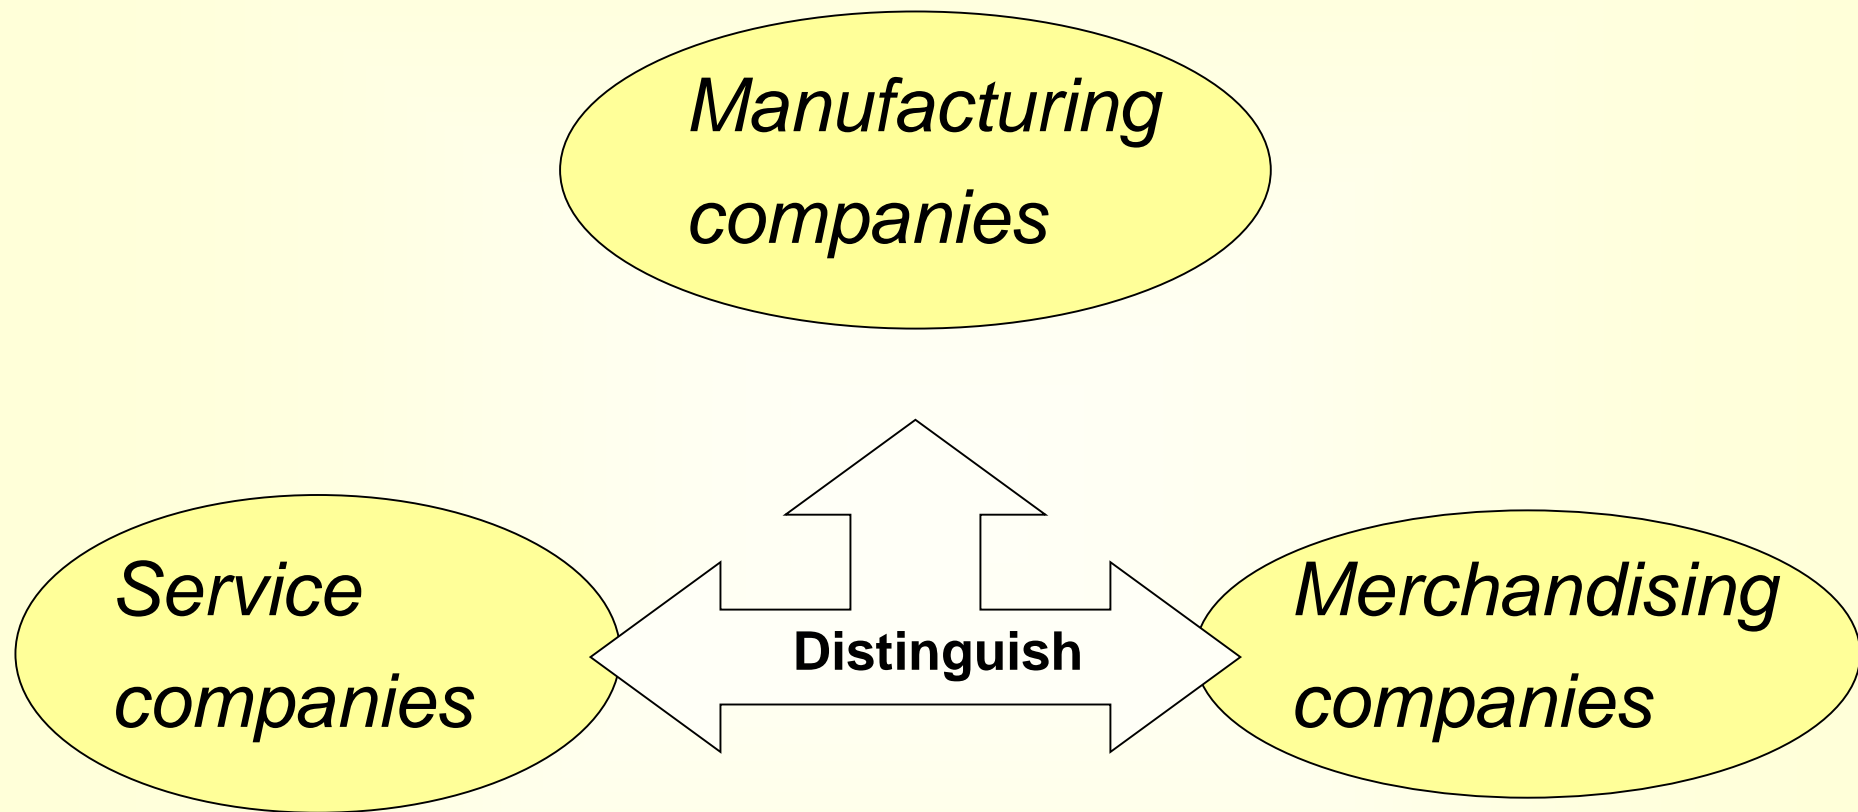 Manufacturing
companies
Service
companies
Distinguish
Merchandising
companies